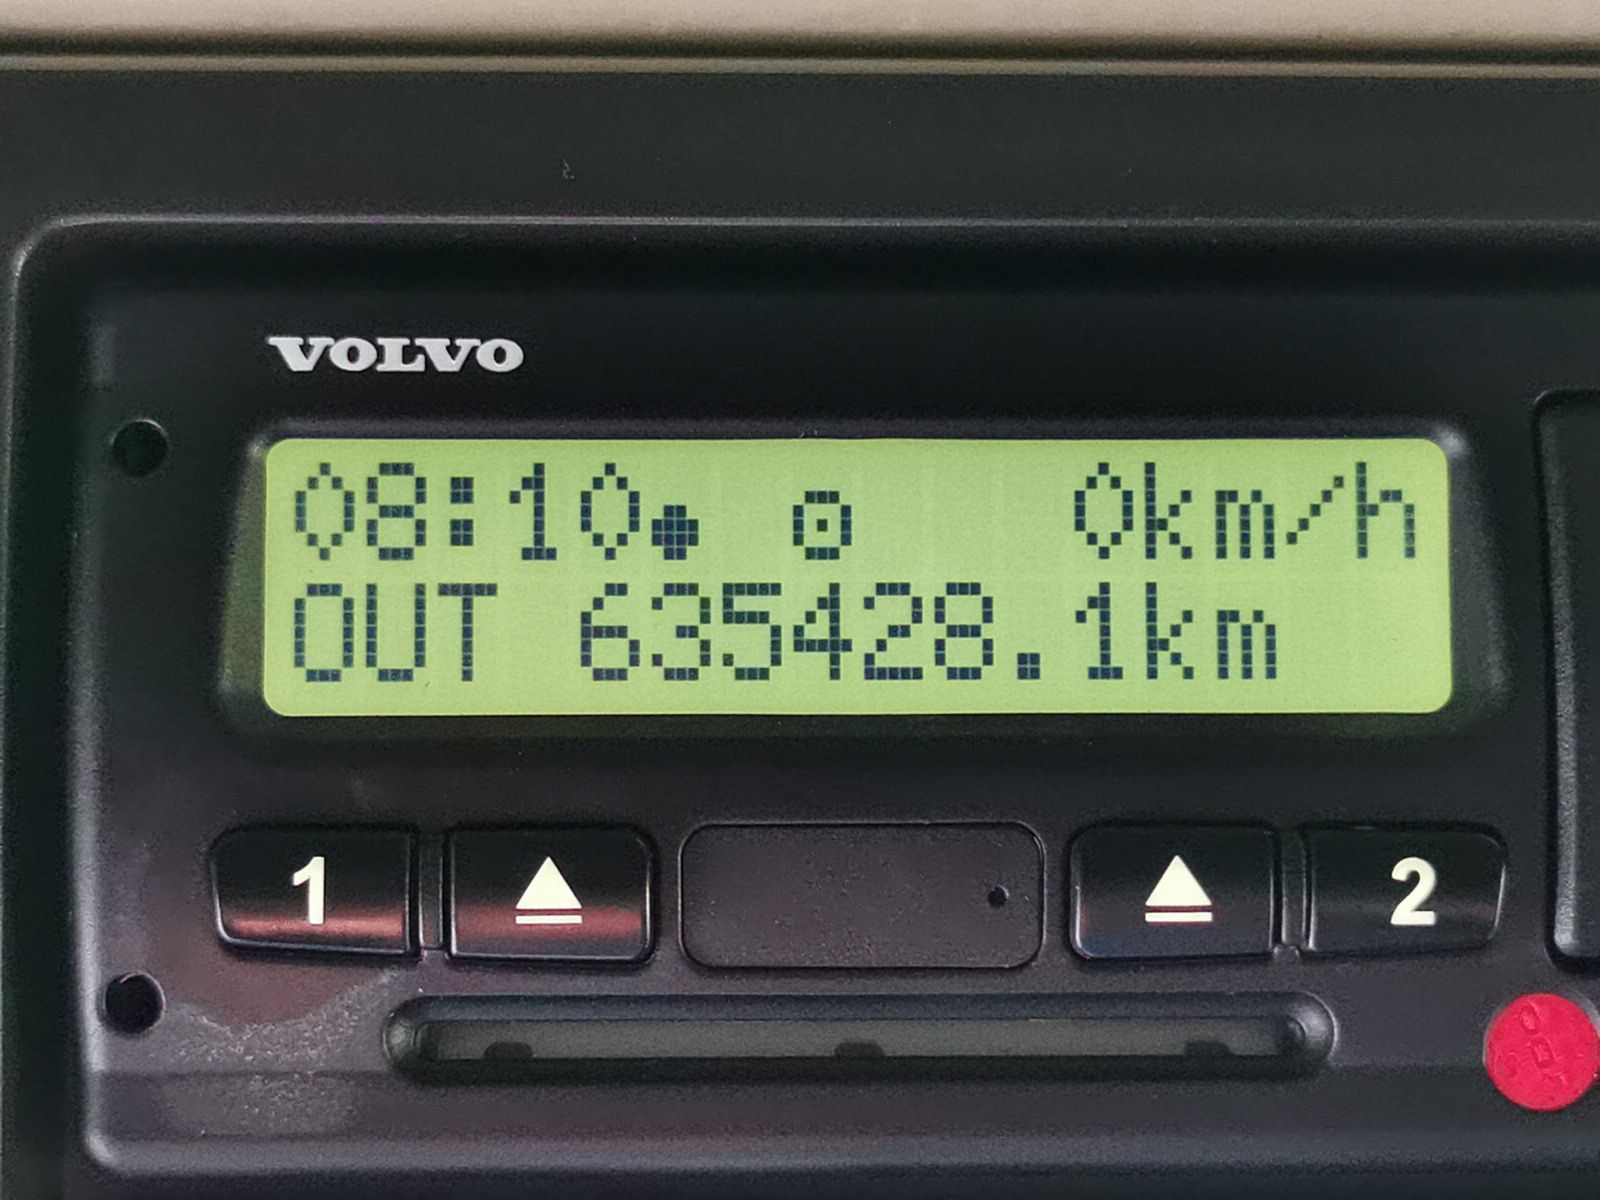 VOLVO
08:10● ⊙ 0km/h
OUT 635428.1km
1 ⏏ ⏏ 2